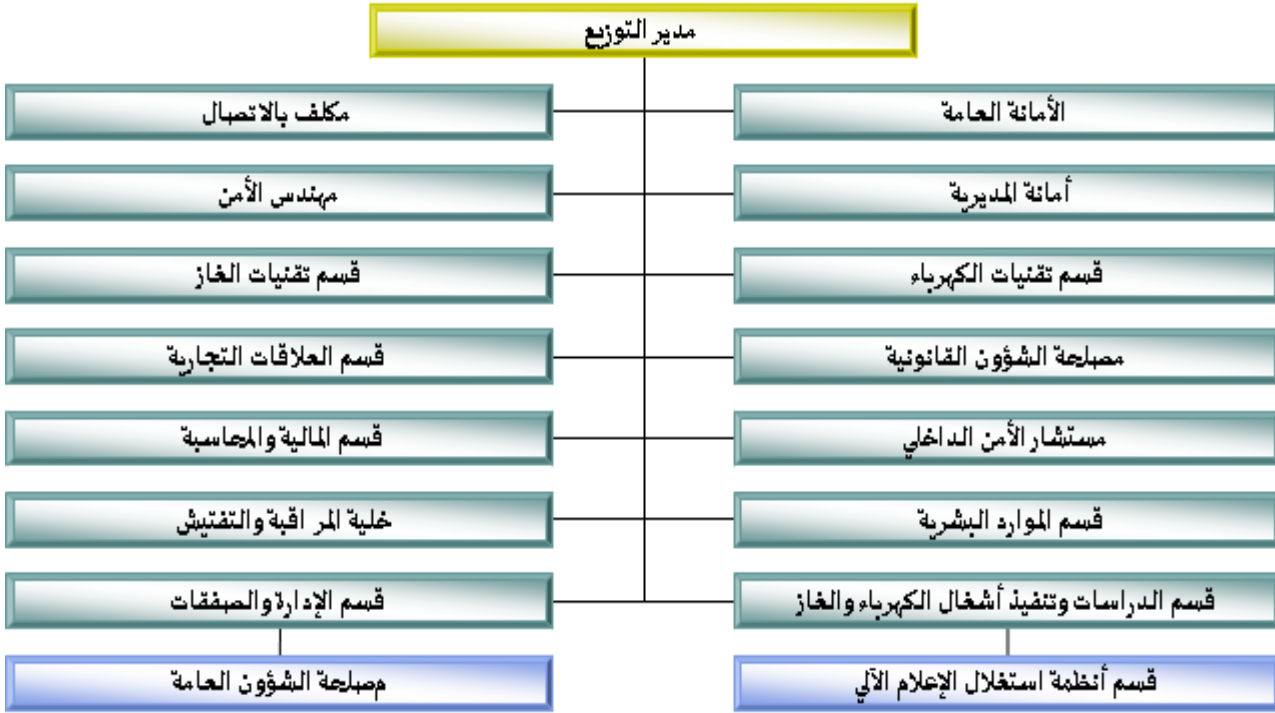 مدير التوزيع
الأمانة العامة
مكلف بالاتصال
أمانة المديرية
مهندس الأمن
قسم تقنيات الكهرباء
قسم تقنيات الغاز
مصلحة الشؤون القانونية
قسم العلاقات التجارية
مستشار الأمن الداخلي
قسم المالية والمحاسبة
قسم الموارد البشرية
خلية المراقبة والتفتيش
قسم الدراسات وتنفيذ أشغال الكهرباء والغاز
قسم الإدارة والصفقات
قسم أنظمة استغلال الإعلام الآلي
مصلحة الشؤون العامة